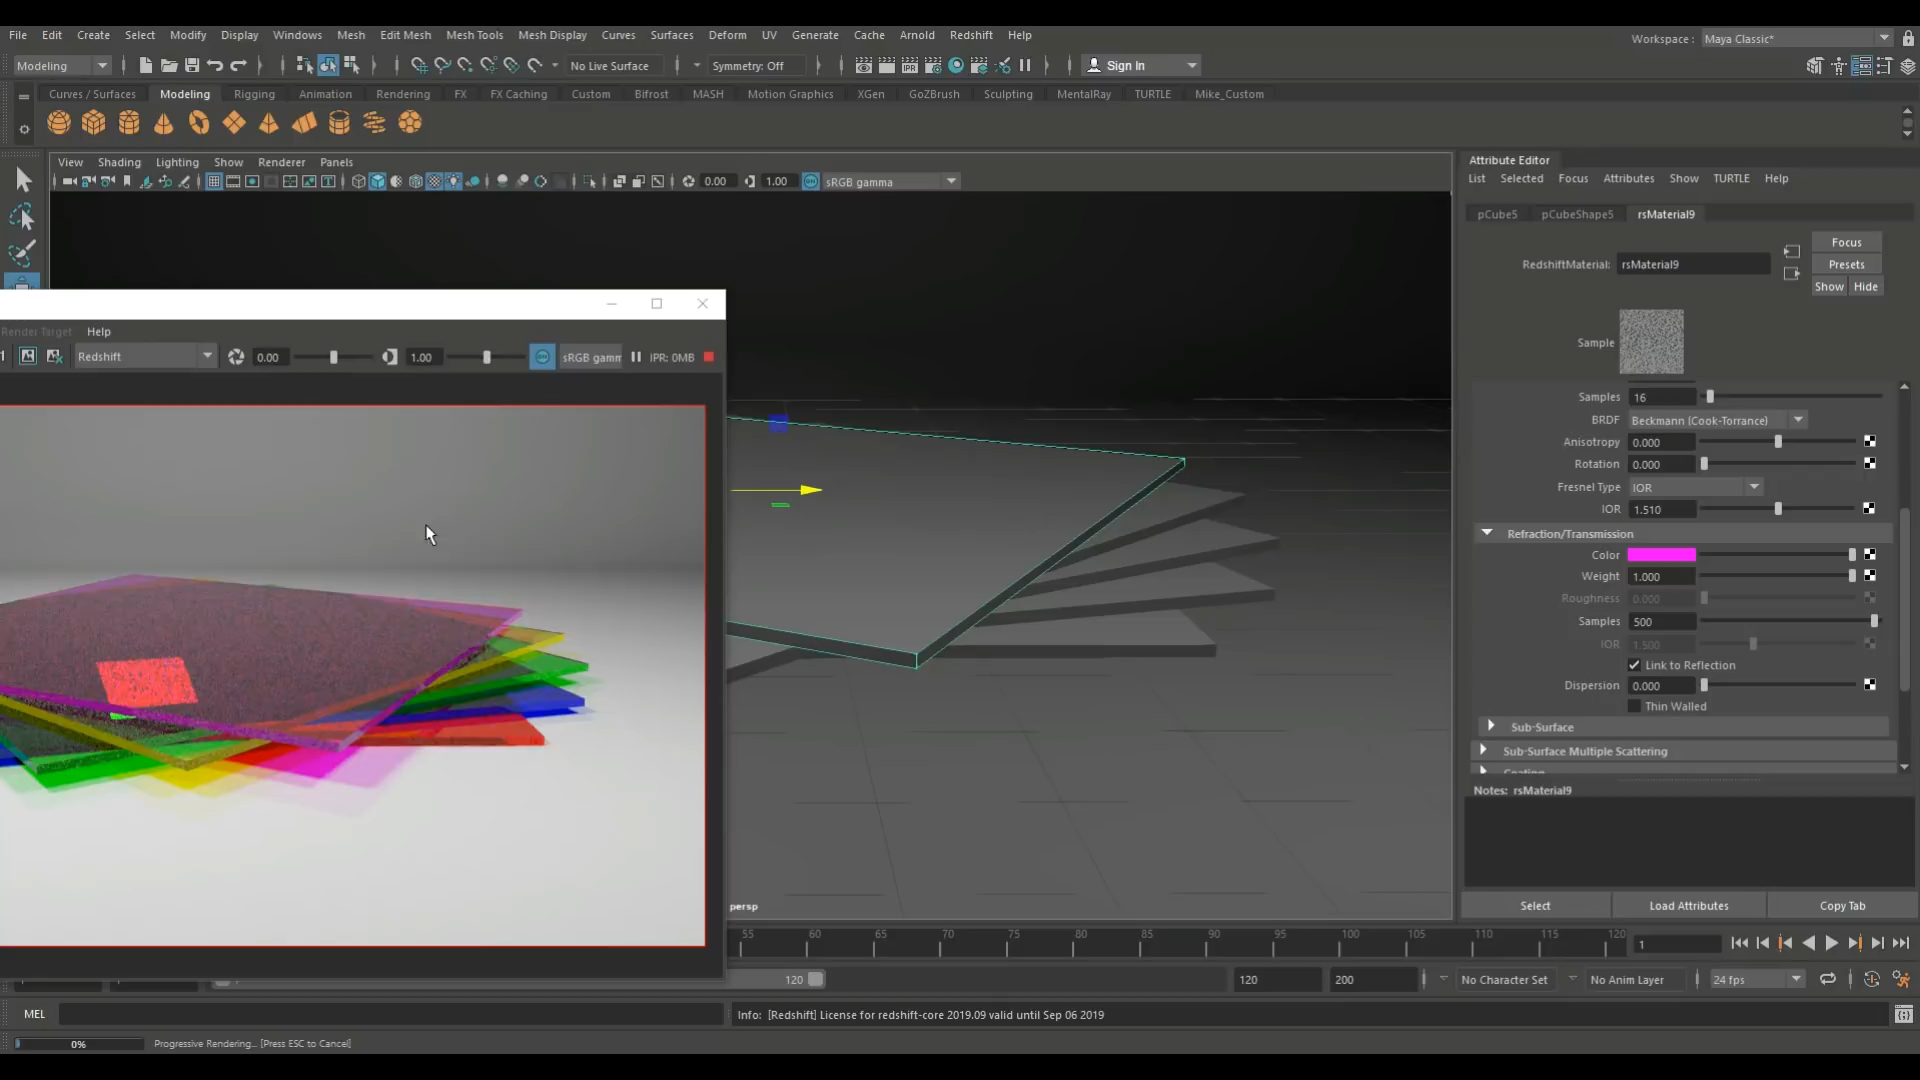 File Edit Create Select Modify Display Windows Mesh Edit Mesh Mesh Tools Mesh Display Curves Surfaces Deform UV Generate Cache Arnold Redshift Help
Workspace : Maya Classic*
Modeling No Live Surface Symmetry: Off IPR Sign In
Curves / Surfaces Modeling Rigging Animation Rendering FX FX Caching Custom Bifrost MASH Motion Graphics XGen GoZBrush Sculpting MentalRay TURTLE Mike_Custom
View Shading Lighting Show Renderer Panels
0.00 1.00 sRGB gamma
Attribute Editor
List Selected Focus Attributes Show TURTLE Help
pCube5 pCubeShape5 rsMaterial9
Focus
RedshiftMaterial: rsMaterial9 Presets
Show Hide
Sample
Render Target Help
Redshift 0.00 1.00 sRGB gamm IPR: 0MB
Samples 16
BRDF Beckmann (Cook-Torrance)
Anisotropy 0.000
Rotation 0.000
Fresnel Type IOR
IOR 1.510
Refraction/Transmission
Color
Weight 1.000
Roughness 0.000
Samples 500
IOR 1.500
Link to Reflection
Dispersion 0.000
Thin Walled
Sub-Surface
Sub-Surface Multiple Scattering
Coating
Notes: rsMaterial9
persp
Select Load Attributes Copy Tab
55 60 65 70 75 80 85 90 95 100 105 110 115 120 1
120 120 200 No Character Set No Anim Layer 24 fps
MEL Info: [Redshift] License for redshift-core 2019.09 valid until Sep 06 2019
0% Progressive Rendering... [Press ESC to Cancel]